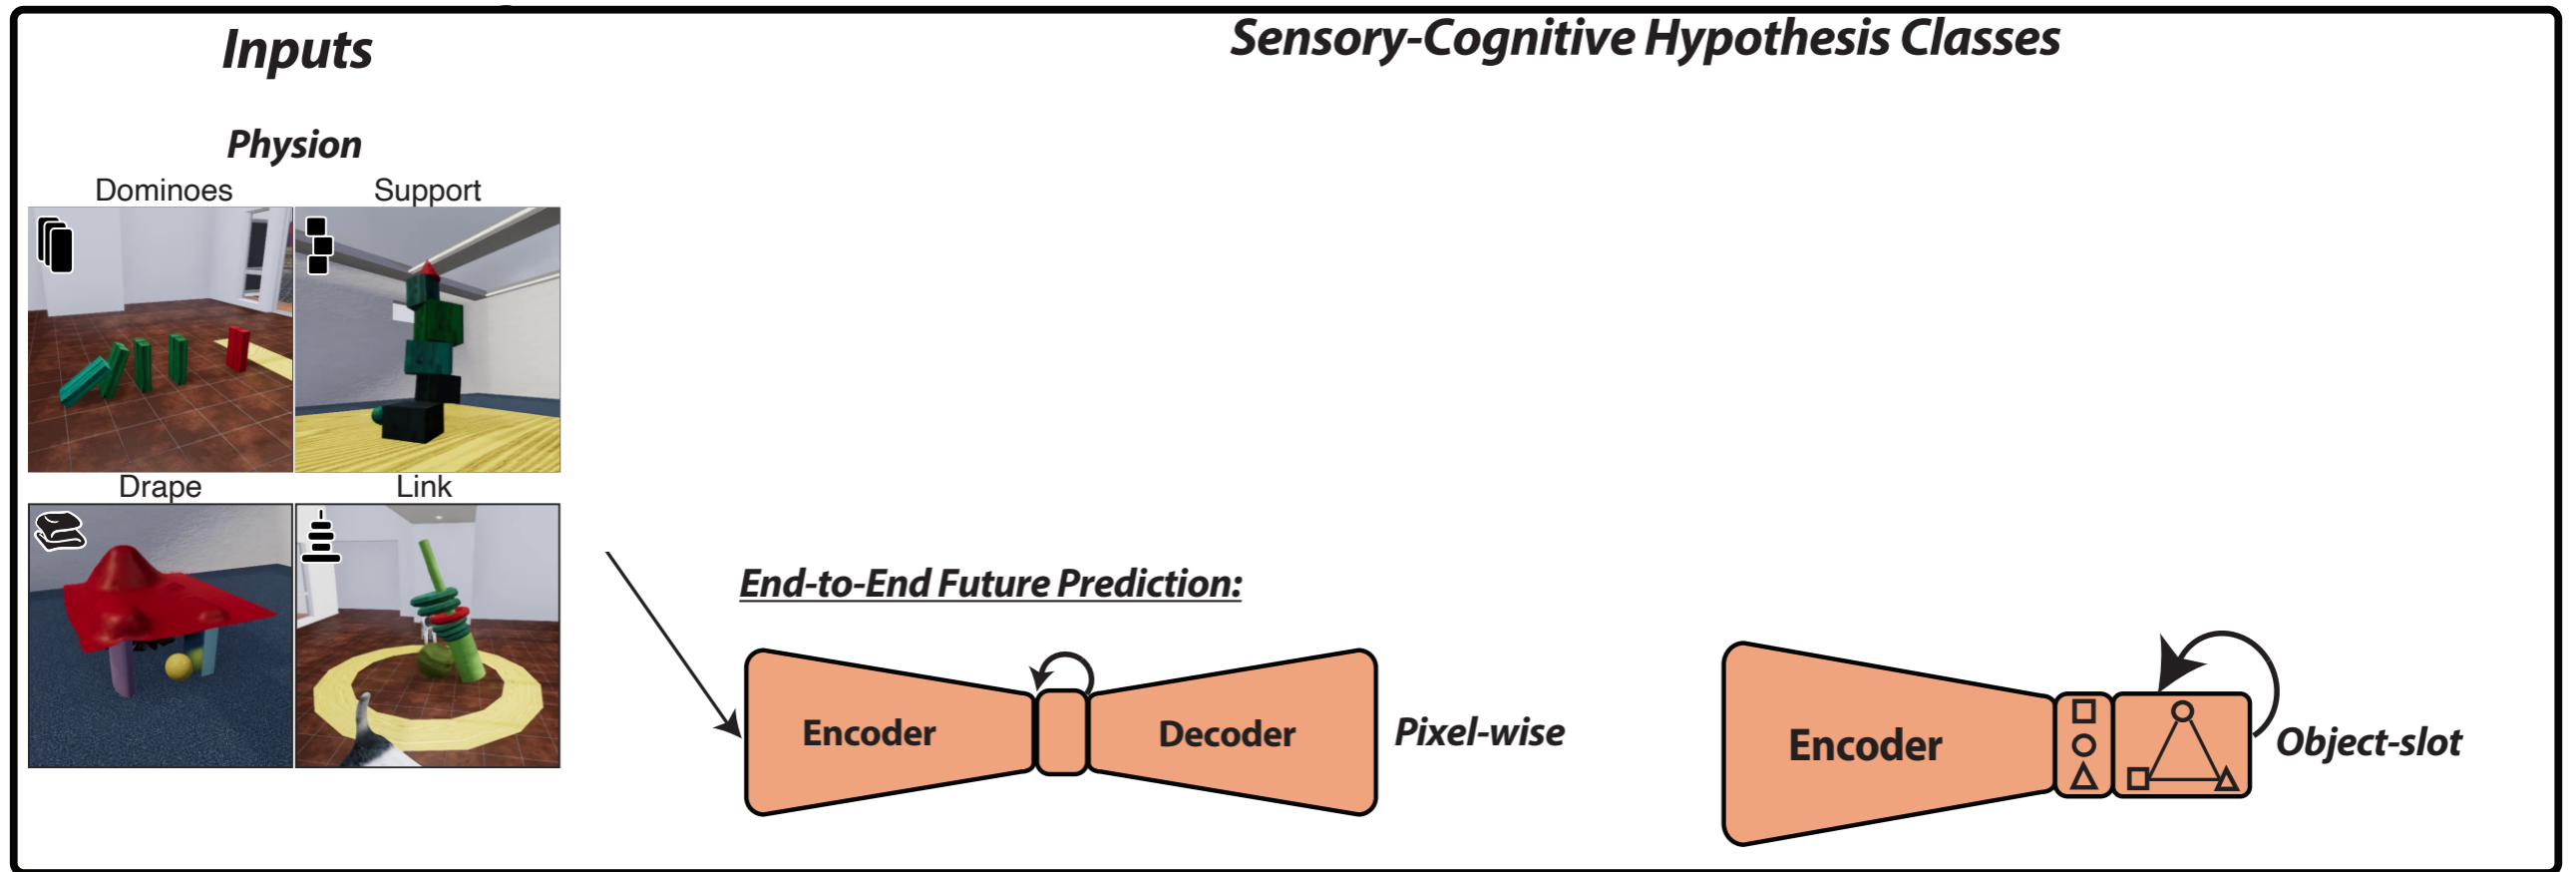 Inputs
Sensory-Cognitive Hypothesis Classes
Physion
Dominoes
Support
Drape
Link
End-to-End Future Prediction:
Encoder
Decoder
Pixel-wise
Encoder
Object-slot